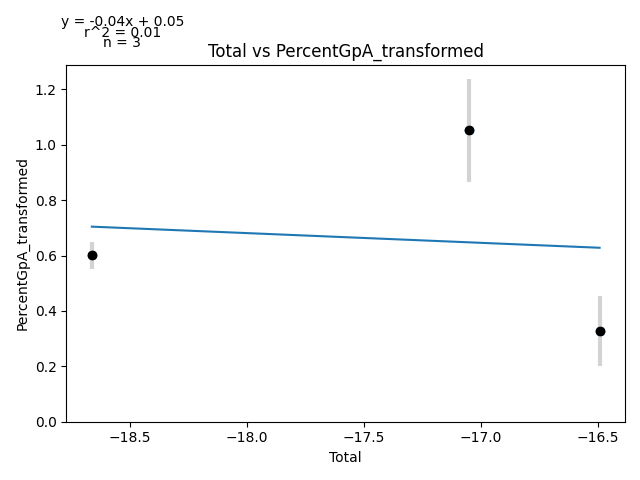 y = -0.04x + 0.05
r^2 = 0.01
n = 3
Total vs PercentGpA_transformed
1.2
1.0
0.8
0.6
0.4
0.2
0.0
PercentGpA_transformed
−18.5 −18.0 −17.5 −17.0 −16.5
Total